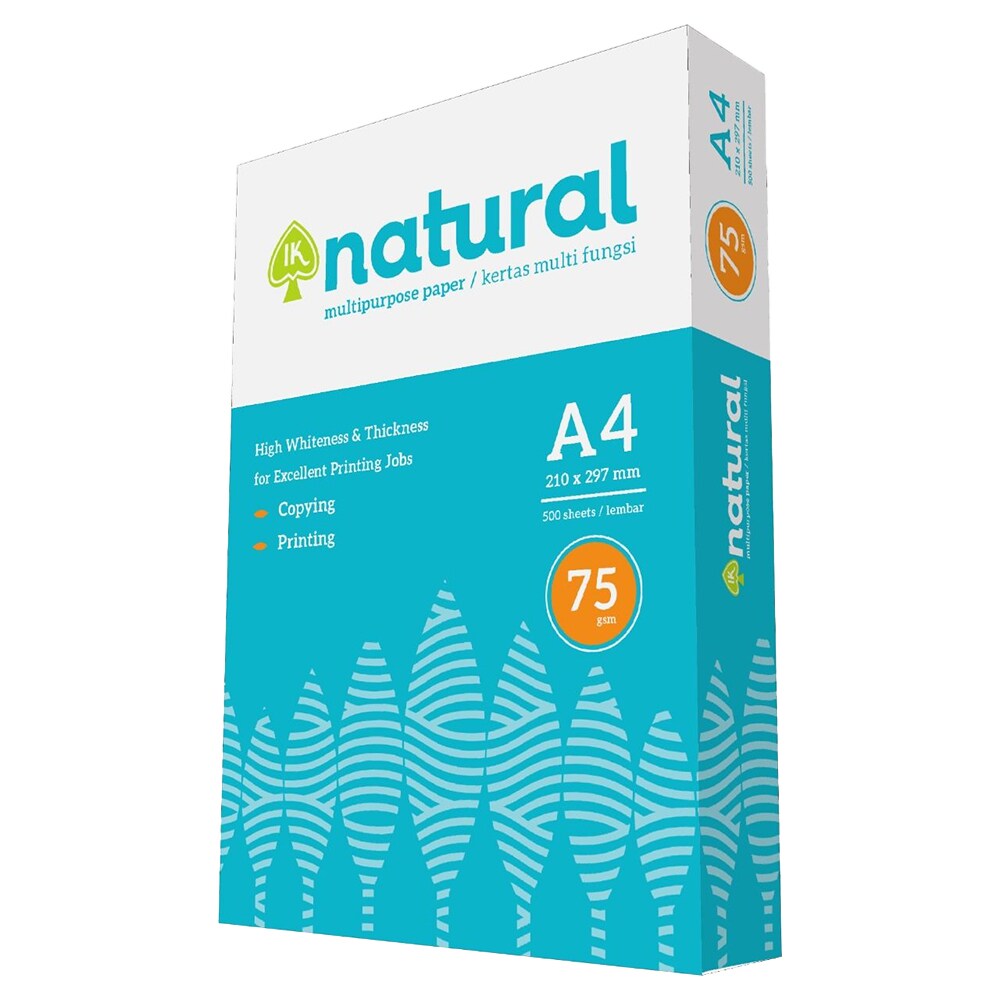 IK natural
multipurpose paper / kertas multi fungsi
High Whiteness & Thickness
for Excellent Printing Jobs
Copying
Printing
A4
210 x 297 mm
500 sheets / lembar
75
gsm
A4
210 x 297 mm
500 sheets / lembar
75
gsm
IK natural
multipurpose paper / kertas multi fungsi